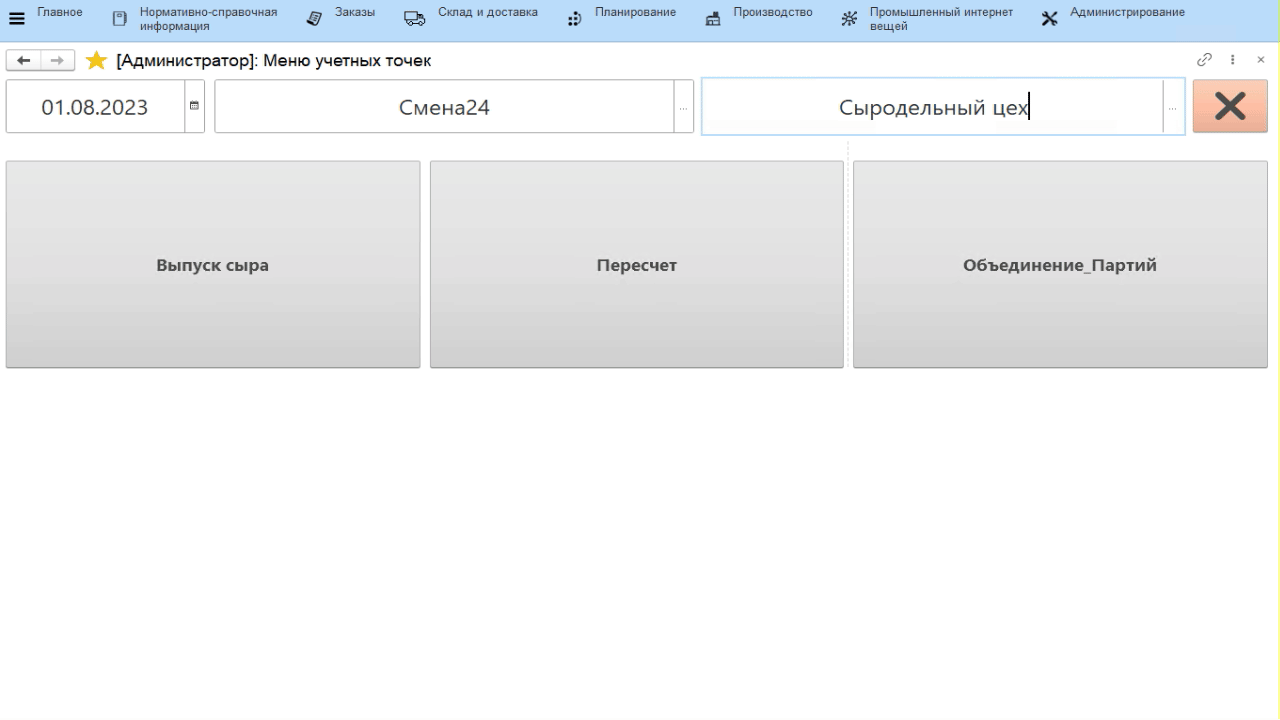 Главное
Нормативно-справочная
информация
Заказы
Склад и доставка
Планирование
Производство
Промышленный интернет
вещей
Администрирование
[Администратор]: Меню учетных точек
01.08.2023
Смена24
...
Сыродельный цех
...
Выпуск сыра
Пересчет
Объединение_Партий